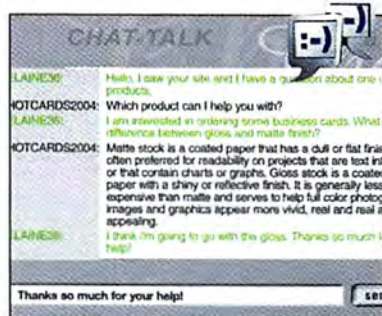 CHAT-TALK
:-)
-)
LAINE36: Hello, I saw your site and I have a question about one
products.
HOTCARDS2004: Which product can I help you with?
LAINE36: I am interested in ordering some business cards. What
difference between gloss and matte finish?
HOTCARDS2004: Matte stock is a coated paper that has a dull or flat finis
often preferred for readability on projects that are text int
or that contain charts or graphs. Gloss stock is a coate
paper with a shiny or reflective finish. It is generally less
expensive than matte and serves to help full color photog
images and graphics appear more vivid, real and real a
appealing.
LAINE36: I think I'm going to go with the gloss. Thanks so much
help!
Thanks so much for your help!
sen